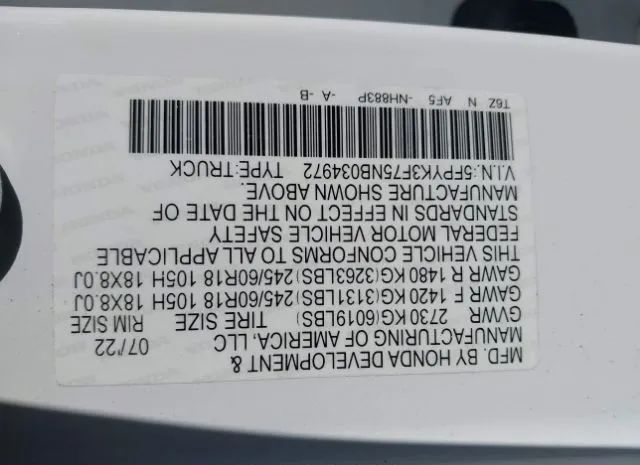 MFD. BY HONDA DEVELOPMENT &
MANUFACTURING OF AMERICA, LLC 07/'22
GVWR 2730 KG(6019LBS) TIRE SIZE RIM SIZE
GAWR F 1420 KG(3131LBS) 245/60R18 105H 18X8.0J
GAWR R 1480 KG(3263LBS) 245/60R18 105H 18X8.0J
THIS VEHICLE CONFORMS TO ALL APPLICABLE
FEDERAL MOTOR VEHICLE SAFETY
STANDARDS IN EFFECT ON THE DATE OF
MANUFACTURE SHOWN ABOVE.
V.I.N.:5FPYK3F75NB034972 TYPE:TRUCK
T6Z N AF5 -NH883P -A -B